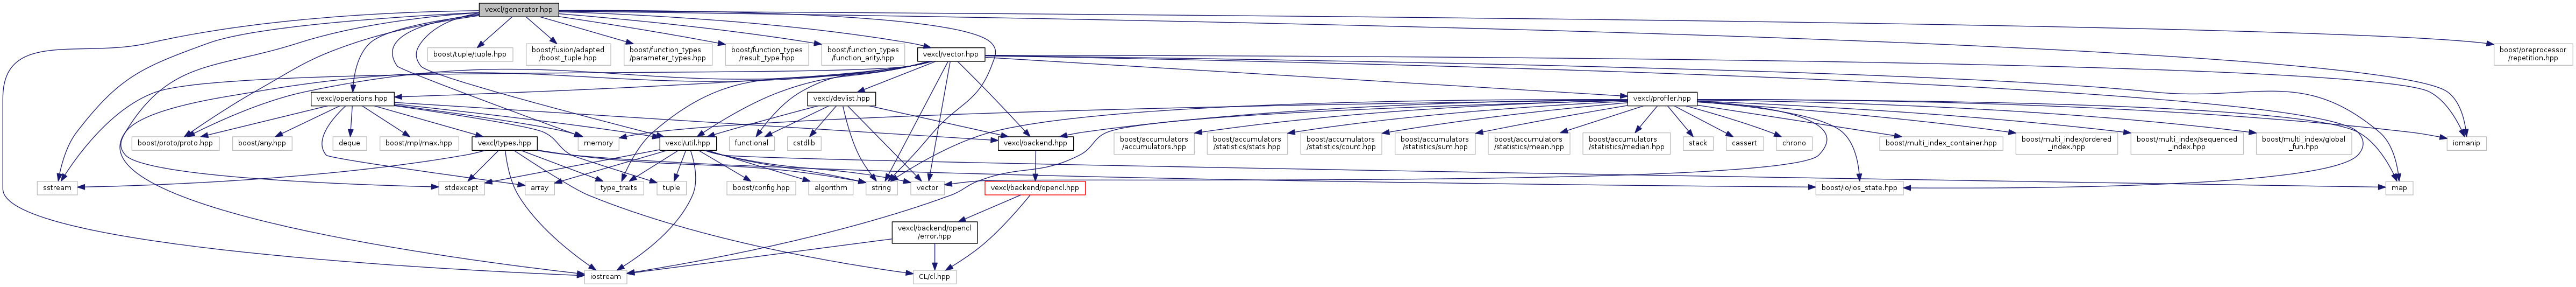 vexcl/generator.hpp
boost/tuple/tuple.hpp
boost/fusion/adapted
/boost_tuple.hpp
boost/function_types
/parameter_types.hpp
boost/function_types
/result_type.hpp
boost/function_types
/function_arity.hpp
vexcl/vector.hpp
boost/preprocessor
/repetition.hpp
vexcl/operations.hpp
vexcl/devlist.hpp
vexcl/profiler.hpp
boost/proto/proto.hpp
boost/any.hpp
deque
boost/mpl/max.hpp
vexcl/types.hpp
memory
vexcl/util.hpp
functional
cstdlib
vexcl/backend.hpp
boost/accumulators
/accumulators.hpp
boost/accumulators
/statistics/stats.hpp
boost/accumulators
/statistics/count.hpp
boost/accumulators
/statistics/sum.hpp
boost/accumulators
/statistics/mean.hpp
boost/accumulators
/statistics/median.hpp
stack
cassert
chrono
boost/multi_index_container.hpp
boost/multi_index/ordered
_index.hpp
boost/multi_index/sequenced
_index.hpp
boost/multi_index/global
_fun.hpp
iomanip
sstream
stdexcept
array
type_traits
tuple
boost/config.hpp
algorithm
string
vector
vexcl/backend/opencl.hpp
boost/io/ios_state.hpp
map
vexcl/backend/opencl
/error.hpp
iostream
CL/cl.hpp